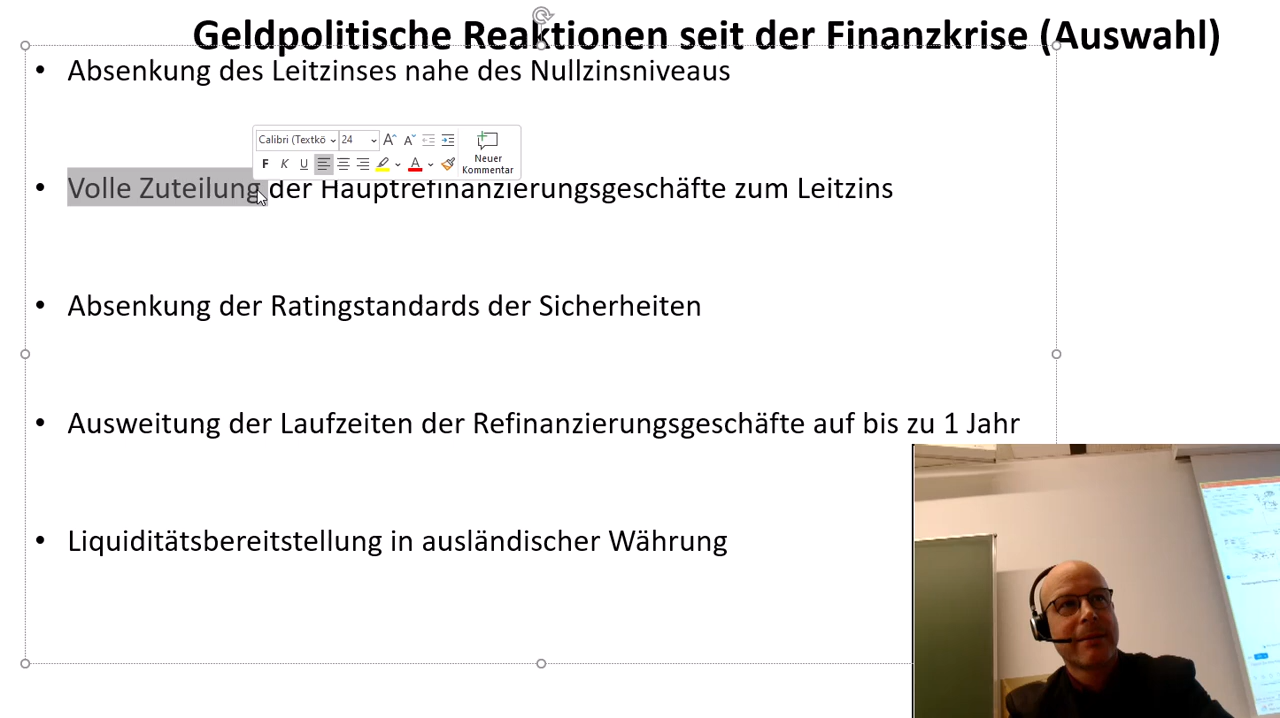 Geldpolitische Reaktionen seit der Finanzkrise (Auswahl)
• Absenkung des Leitzinses nahe des Nullzinsniveaus
Calibri (Textkö 24
F K U A Neuer Kommentar
• Volle Zuteilung der Hauptrefinanzierungsgeschäfte zum Leitzins
• Absenkung der Ratingstandards der Sicherheiten
• Ausweitung der Laufzeiten der Refinanzierungsgeschäfte auf bis zu 1 Jahr
• Liquiditätsbereitstellung in ausländischer Währung